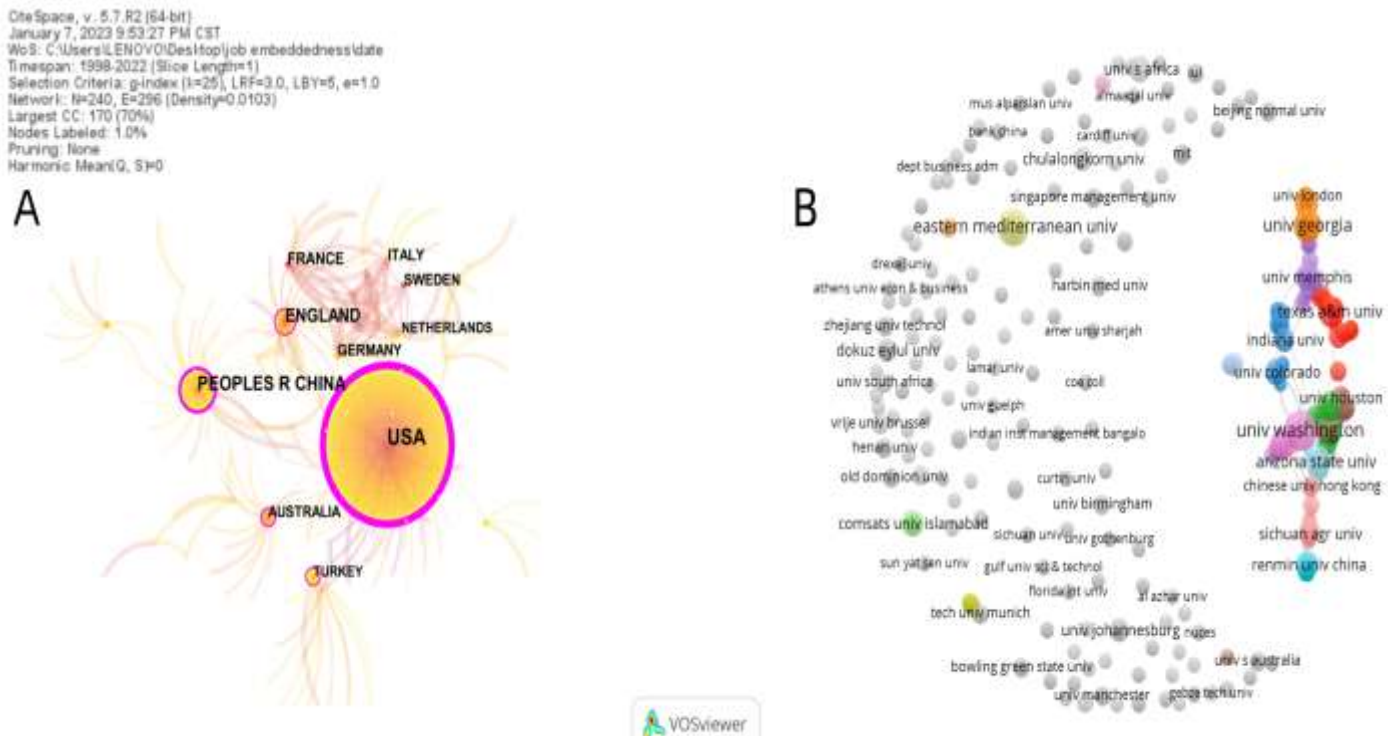 CiteSpace, v. 5.7.R2 (64-bit)
January 7, 2023 9:53:27 PM CST
WoS: C:\Users\LENOVO\Desktop\job embeddedness\date
Timespan: 1998-2022 (Slice Length=1)
Selection Criteria: g-index (k=25), LRF=3.0, LBY=5, e=1.0
Network: N=240, E=296 (Density=0.0103)
Largest CC: 170 (70%)
Nodes Labeled: 1.0%
Pruning: None
Harmonic Mean(Q, S)=0
A
FRANCE
ITALY
SWEDEN
ENGLAND
NETHERLANDS
GERMANY
PEOPLES R CHINA
USA
AUSTRALIA
TURKEY
B
univ s africa
mus alparslan univ
beijing normal univ
bank china
cardiff univ
mit
dept business adm
chulalongkorn univ
singapore management univ
eastern mediterranean univ
drexel univ
athens univ econ & business
harbin med univ
zhejiang univ technol
amer univ sharjah
dokuz eylul univ
lamar univ
univ south africa
coe coll
univ guelph
vrije univ brussel
indian inst management bangalo
henan univ
old dominion univ
curtin univ
univ birmingham
comsats univ islamabad
sichuan univ
univ gothenburg
sun yat sen univ
gulf univ sci & technol
florida int univ
al azhar univ
tech univ munich
univ johannesburg
bowling green state univ
univ s australia
univ manchester
gebze tech univ
univ london
univ georgia
univ memphis
texas a&m univ
indiana univ
univ colorado
univ houston
univ washington
arizona state univ
chinese univ hong kong
sichuan agr univ
renmin univ china
VOSviewer